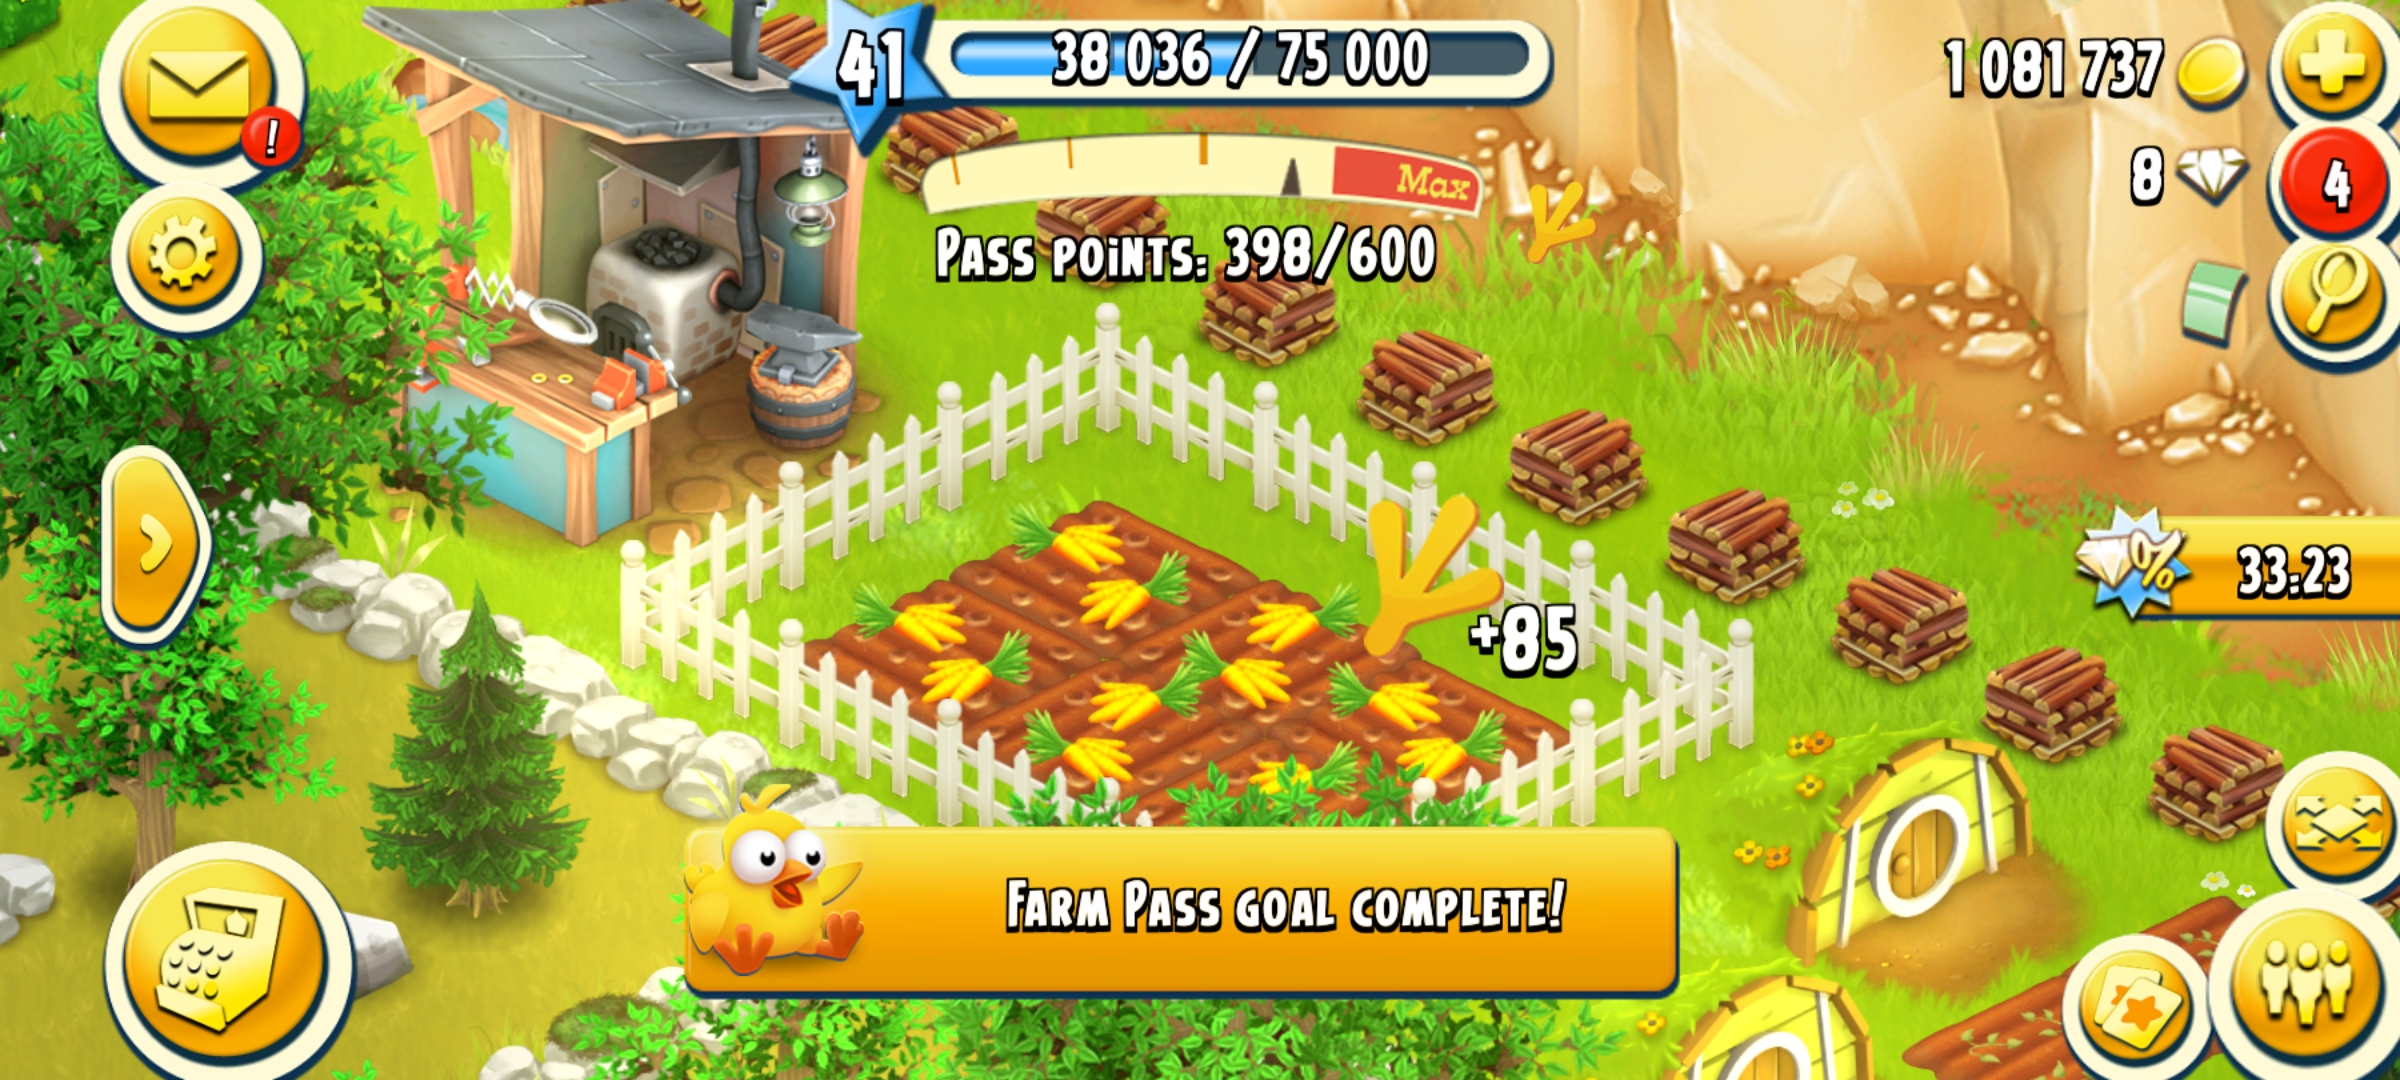 41
38 036 / 75 000
1 081 737
!
Max
8
4
Pass points: 398/600
33:23
%
+85
Farm Pass goal complete!